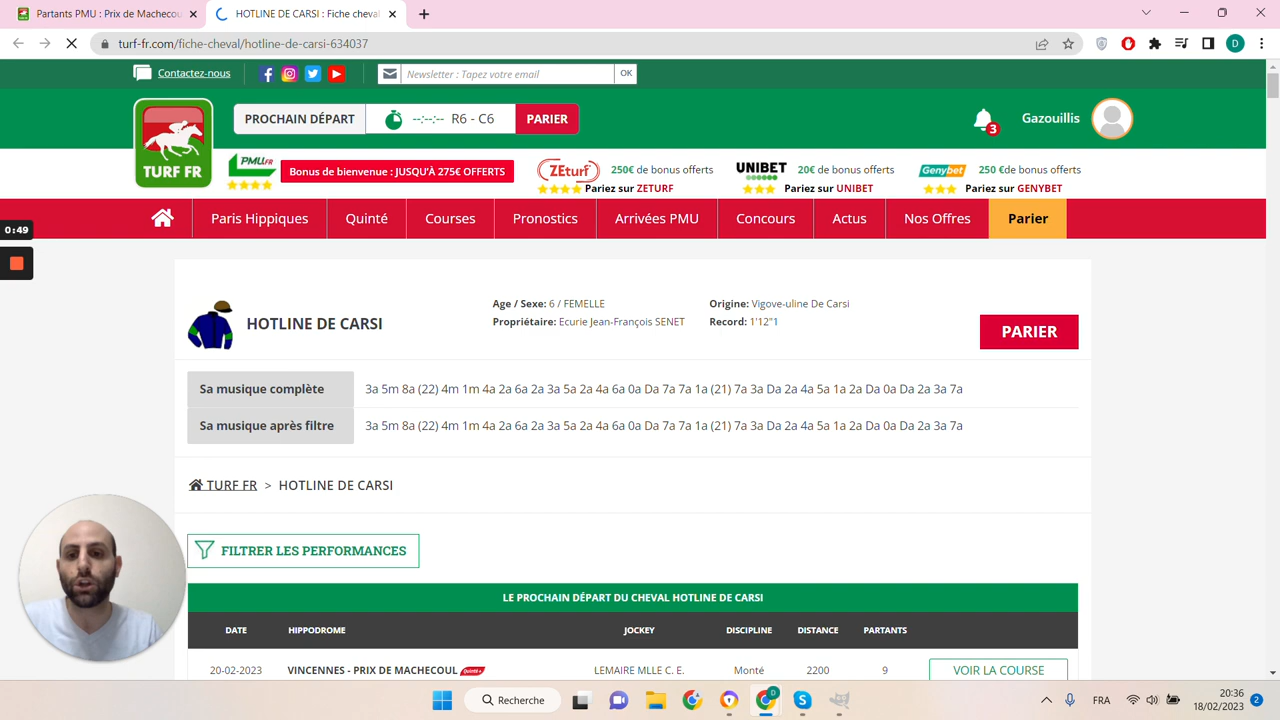 Partants PMU : Prix de Machecou
HOTLINE DE CARSI : Fiche cheva
turf-fr.com/fiche-cheval/hotline-de-carsi-634037
D
Contactez-nous
Newsletter : Tapez votre email
OK
TURF FR
PROCHAIN DÉPART
--:--:-- R6 - C6
PARIER
3
Gazouillis
PMU.FR
Bonus de bienvenue : JUSQU'À 275€ OFFERTS
ZEturf
250€ de bonus offerts
Pariez sur ZETURF
UNIBET
20€ de bonus offerts
Pariez sur UNIBET
Genybet
250 €de bonus offerts
Pariez sur GENYBET
Paris Hippiques
Quinté
Courses
Pronostics
Arrivées PMU
Concours
Actus
Nos Offres
Parier
0:49
HOTLINE DE CARSI
Age / Sexe: 6 / FEMELLE
Propriétaire: Ecurie Jean-François SENET
Origine: Vigove-uline De Carsi
Record: 1'12"1
PARIER
Sa musique complète
3a 5m 8a (22) 4m 1m 4a 2a 6a 2a 3a 5a 2a 4a 6a 0a Da 7a 7a 1a (21) 7a 3a Da 2a 4a 5a 1a 2a Da 0a Da 2a 3a 7a
Sa musique après filtre
3a 5m 8a (22) 4m 1m 4a 2a 6a 2a 3a 5a 2a 4a 6a 0a Da 7a 7a 1a (21) 7a 3a Da 2a 4a 5a 1a 2a Da 0a Da 2a 3a 7a
TURF FR > HOTLINE DE CARSI
FILTRER LES PERFORMANCES
LE PROCHAIN DÉPART DU CHEVAL HOTLINE DE CARSI
DATE HIPPODROME JOCKEY DISCIPLINE DISTANCE PARTANTS
20-02-2023 VINCENNES - PRIX DE MACHECOUL Quinté+ LEMAIRE MLLE C. E. Monté 2200 9 VOIR LA COURSE
Recherche
D
FRA
20:36
18/02/2023
2